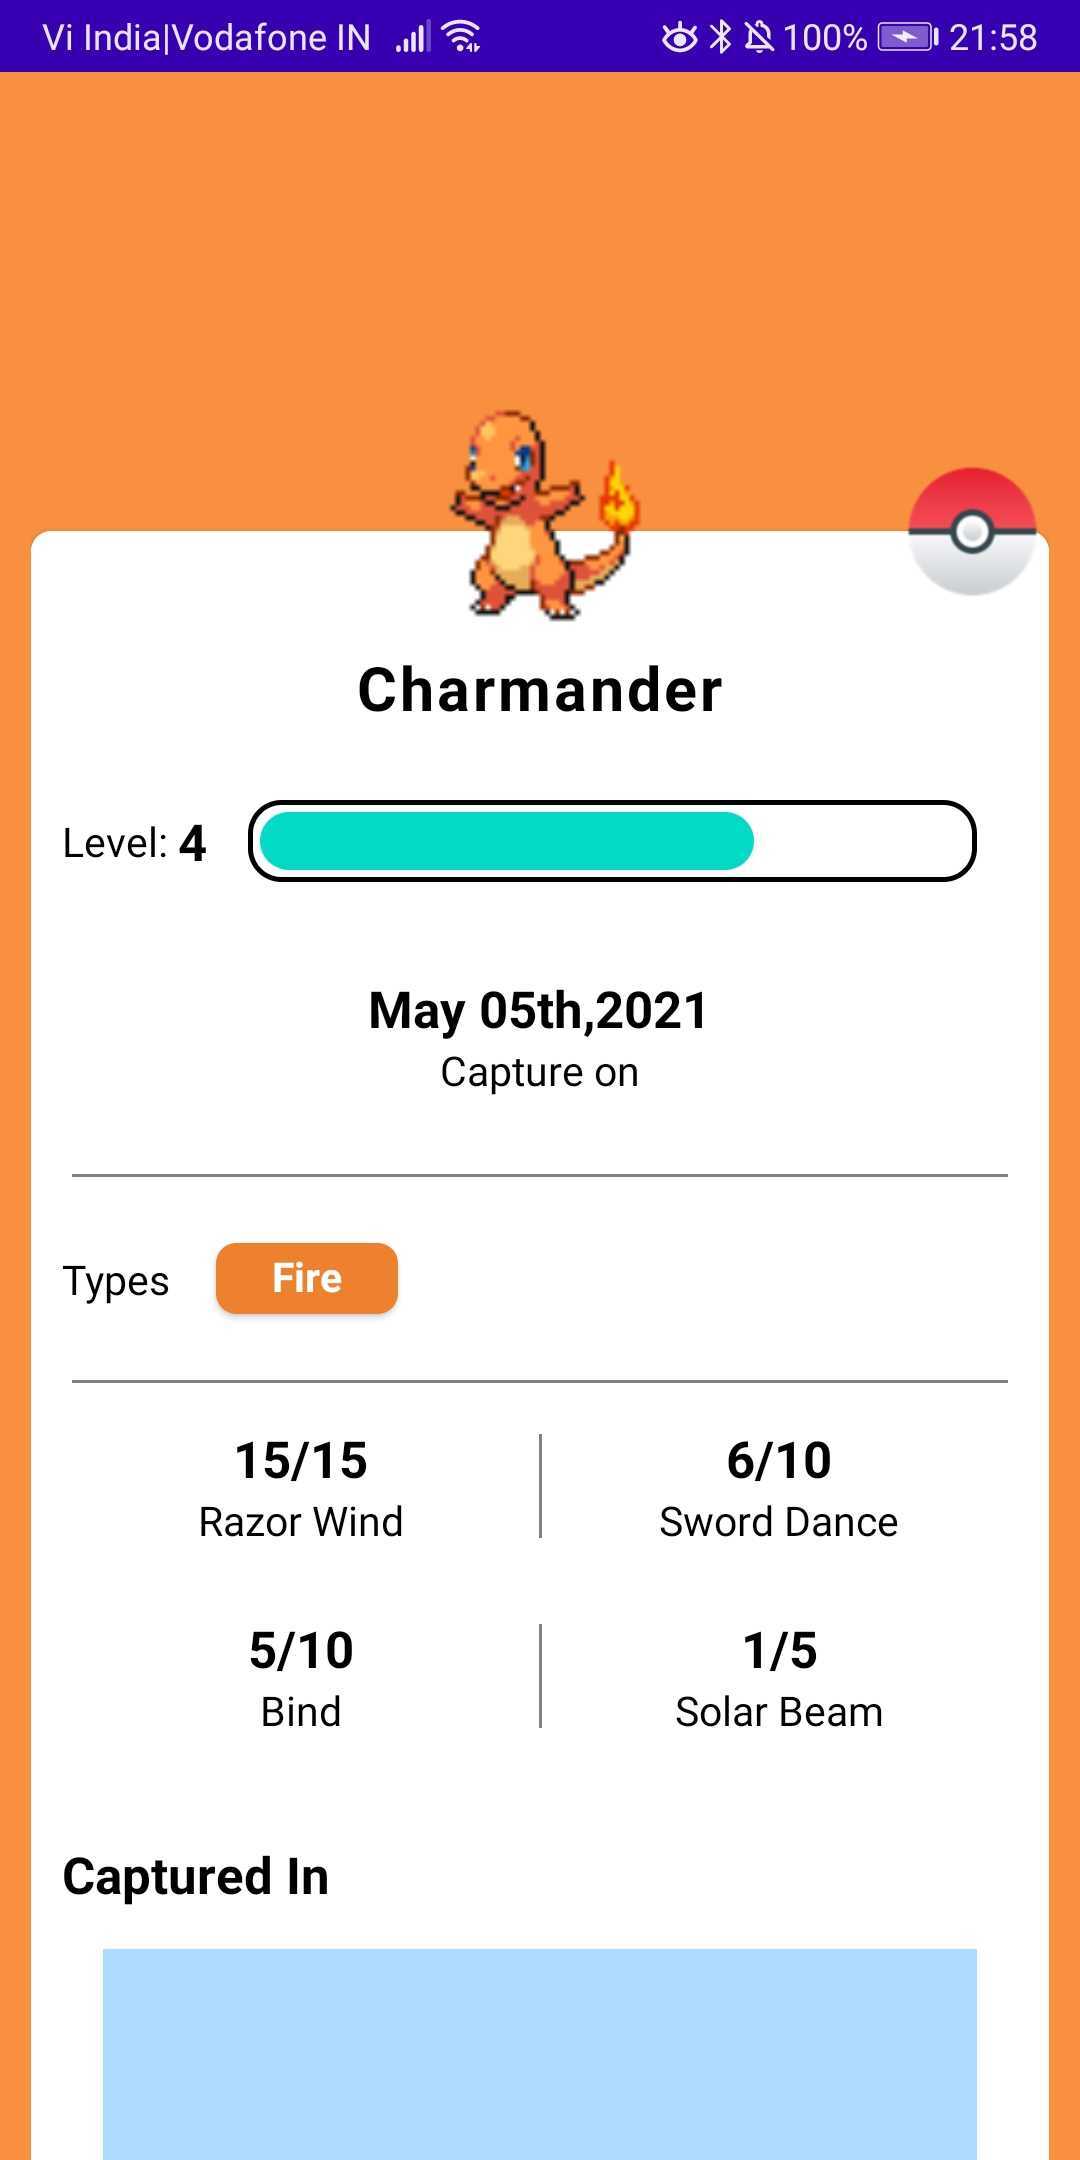 Vi India|Vodafone IN 100% 21:58
Charmander
Level: 4
May 05th,2021
Capture on
Types Fire
15/15 6/10
Razor Wind Sword Dance
5/10 1/5
Bind Solar Beam
Captured In